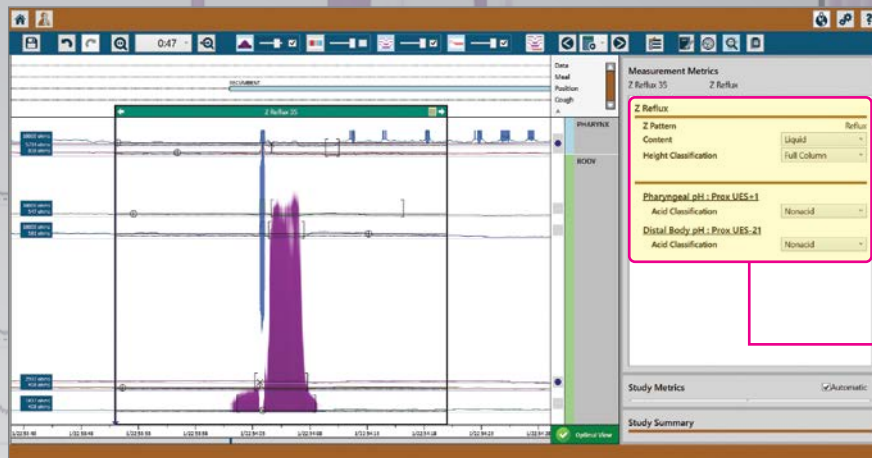 0:47
Data
Meal
Position
Cough
RECUMBENT
Z Reflux 35
PHARYNX
BODY
Optimal View
Measurement Metrics
Z Reflux 35 Z Reflux
Z Reflux
Z Pattern Reflux
Content Liquid
Height Classification Full Column
Pharyngeal pH : Prox UES+1
Acid Classification Nonacid
Distal Body pH : Prox UES-21
Acid Classification Nonacid
Study Metrics Automatic
Study Summary